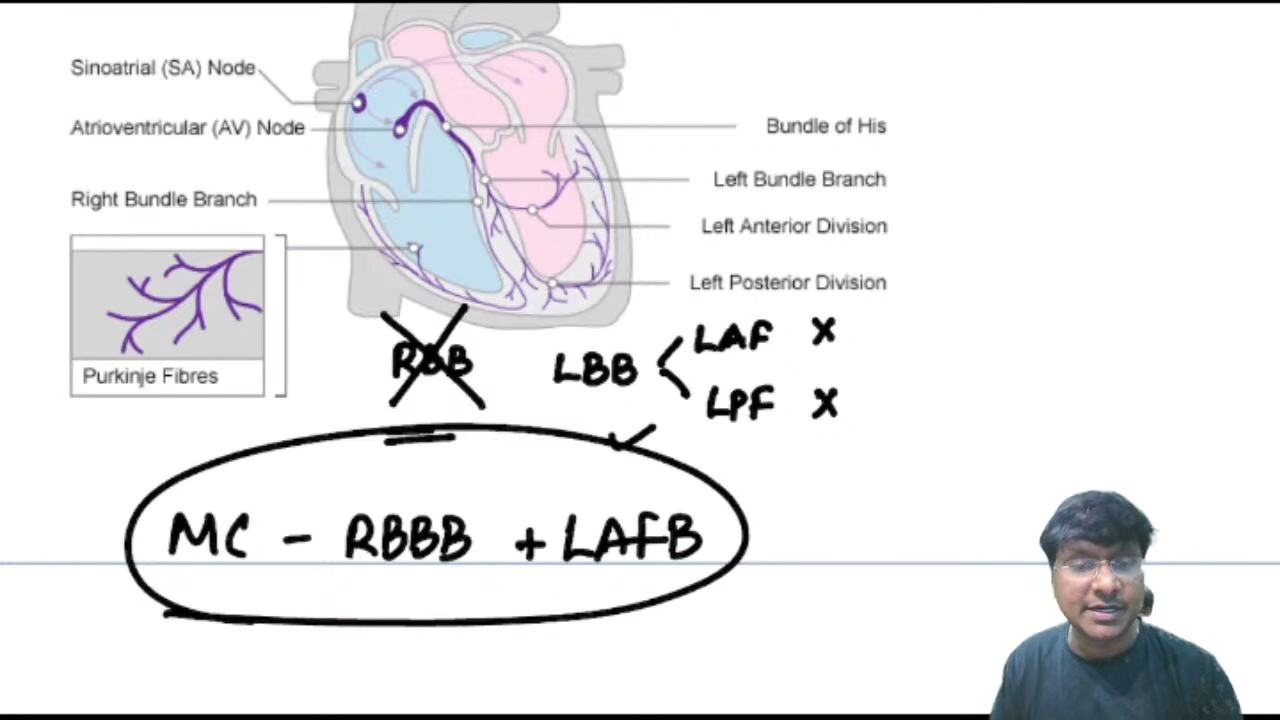 Sinoatrial (SA) Node
Atrioventricular (AV) Node
Right Bundle Branch
Purkinje Fibres
Bundle of His
Left Bundle Branch
Left Anterior Division
Left Posterior Division
RBB
LBB
LAF X
LPF X
MC - RBBB + LAFB